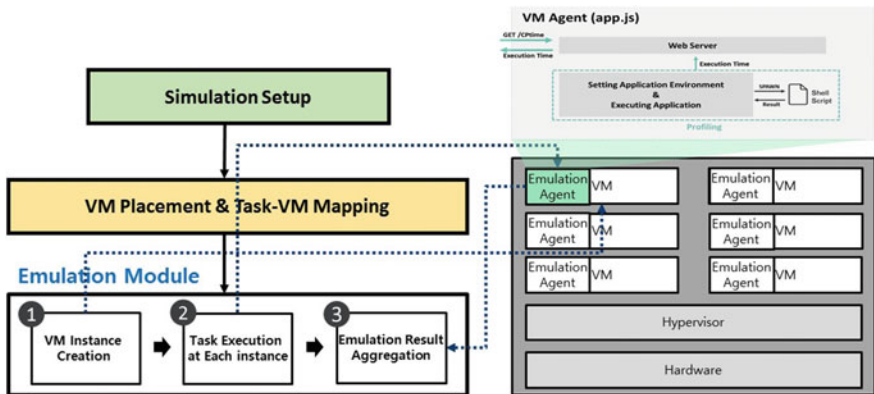 VM Agent (app.js)
GET /CPtime
Execution Time
Web Server
Execution Time
Setting Application Environment
&
Executing Application
SPAWN
Result
Shell
Script
Profiling
Simulation Setup
VM Placement & Task-VM Mapping
Emulation Module
1
VM Instance
Creation
2
Task Execution
at Each instance
3
Emulation Result
Aggregation
Emulation
Agent
VM
Emulation
Agent
VM
Emulation
Agent
VM
Emulation
Agent
VM
Emulation
Agent
VM
Emulation
Agent
VM
Hypervisor
Hardware